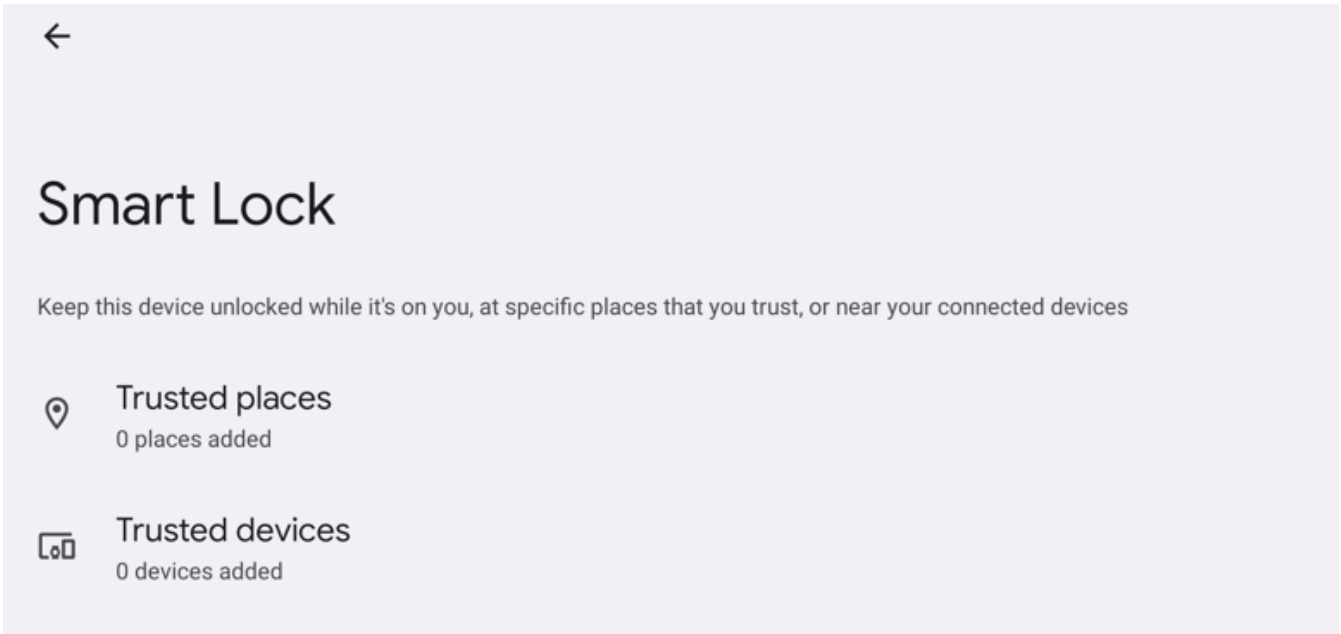 Smart Lock
Keep this device unlocked while it's on you, at specific places that you trust, or near your connected devices
Trusted places
0 places added
Trusted devices
0 devices added